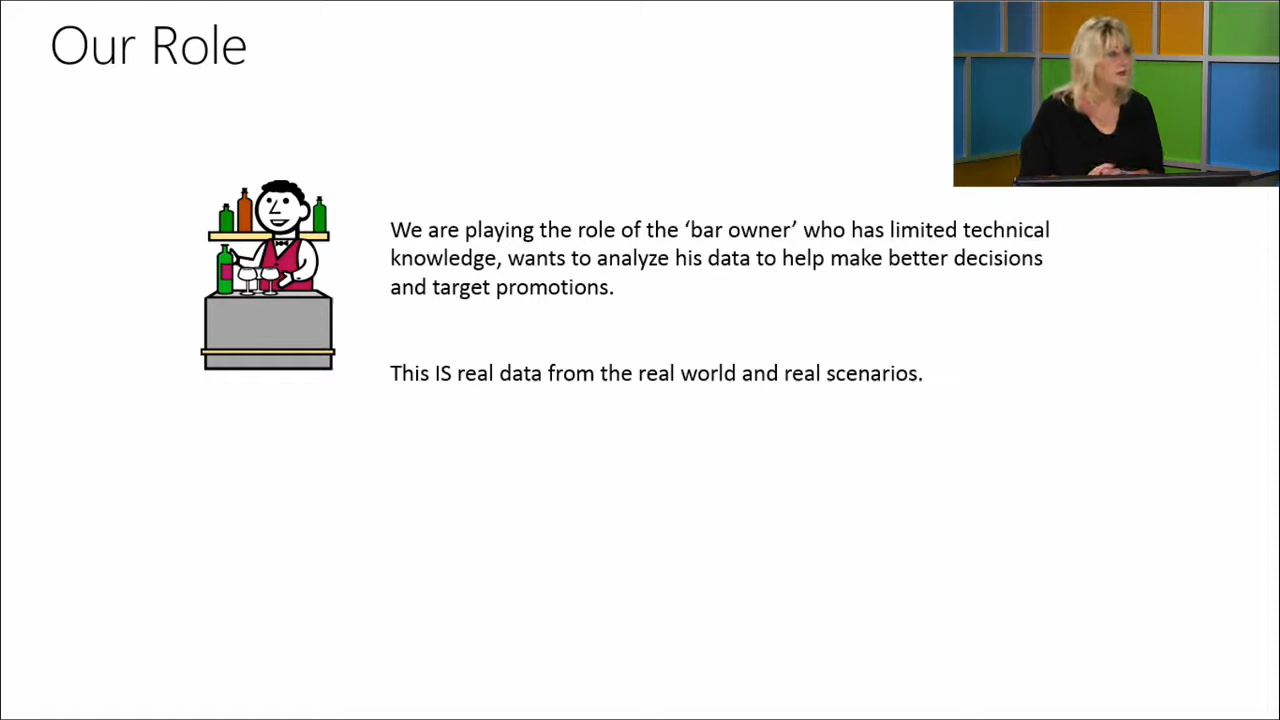 Our Role
We are playing the role of the ‘bar owner’ who has limited technical
knowledge, wants to analyze his data to help make better decisions
and target promotions.
This IS real data from the real world and real scenarios.